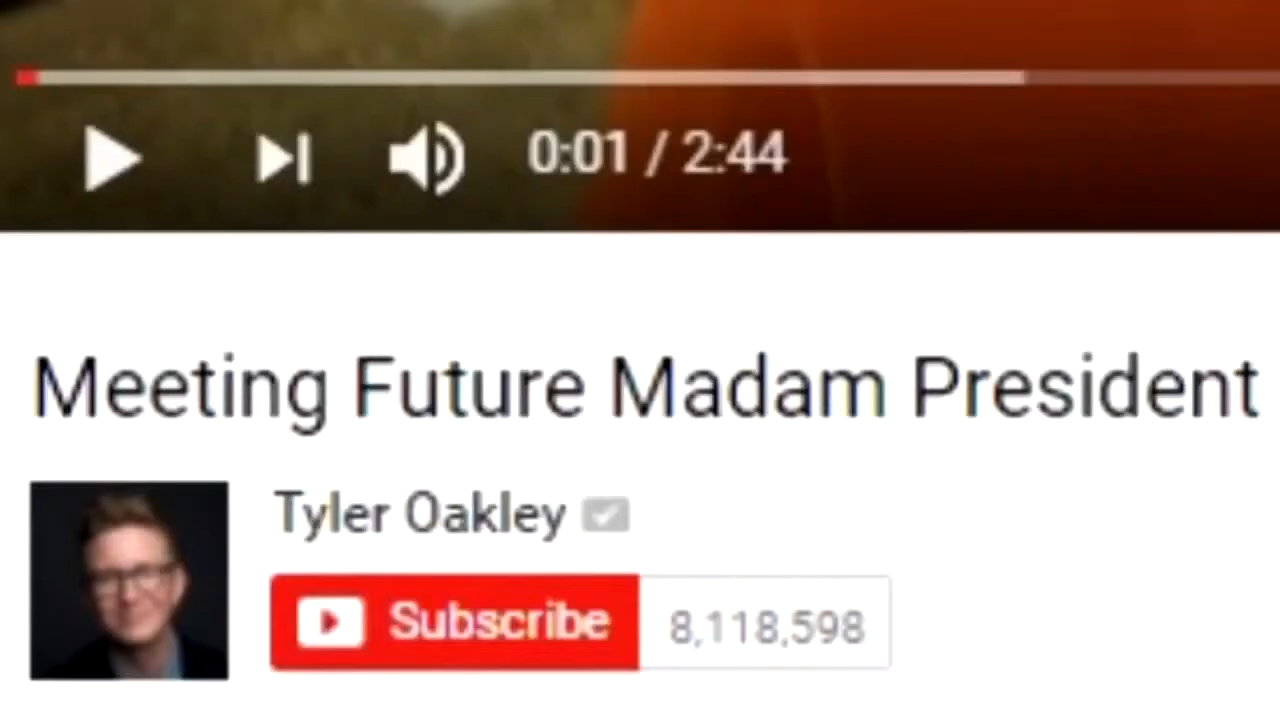 0:01 / 2:44
Meeting Future Madam President
Tyler Oakley
Subscribe 8,118,598